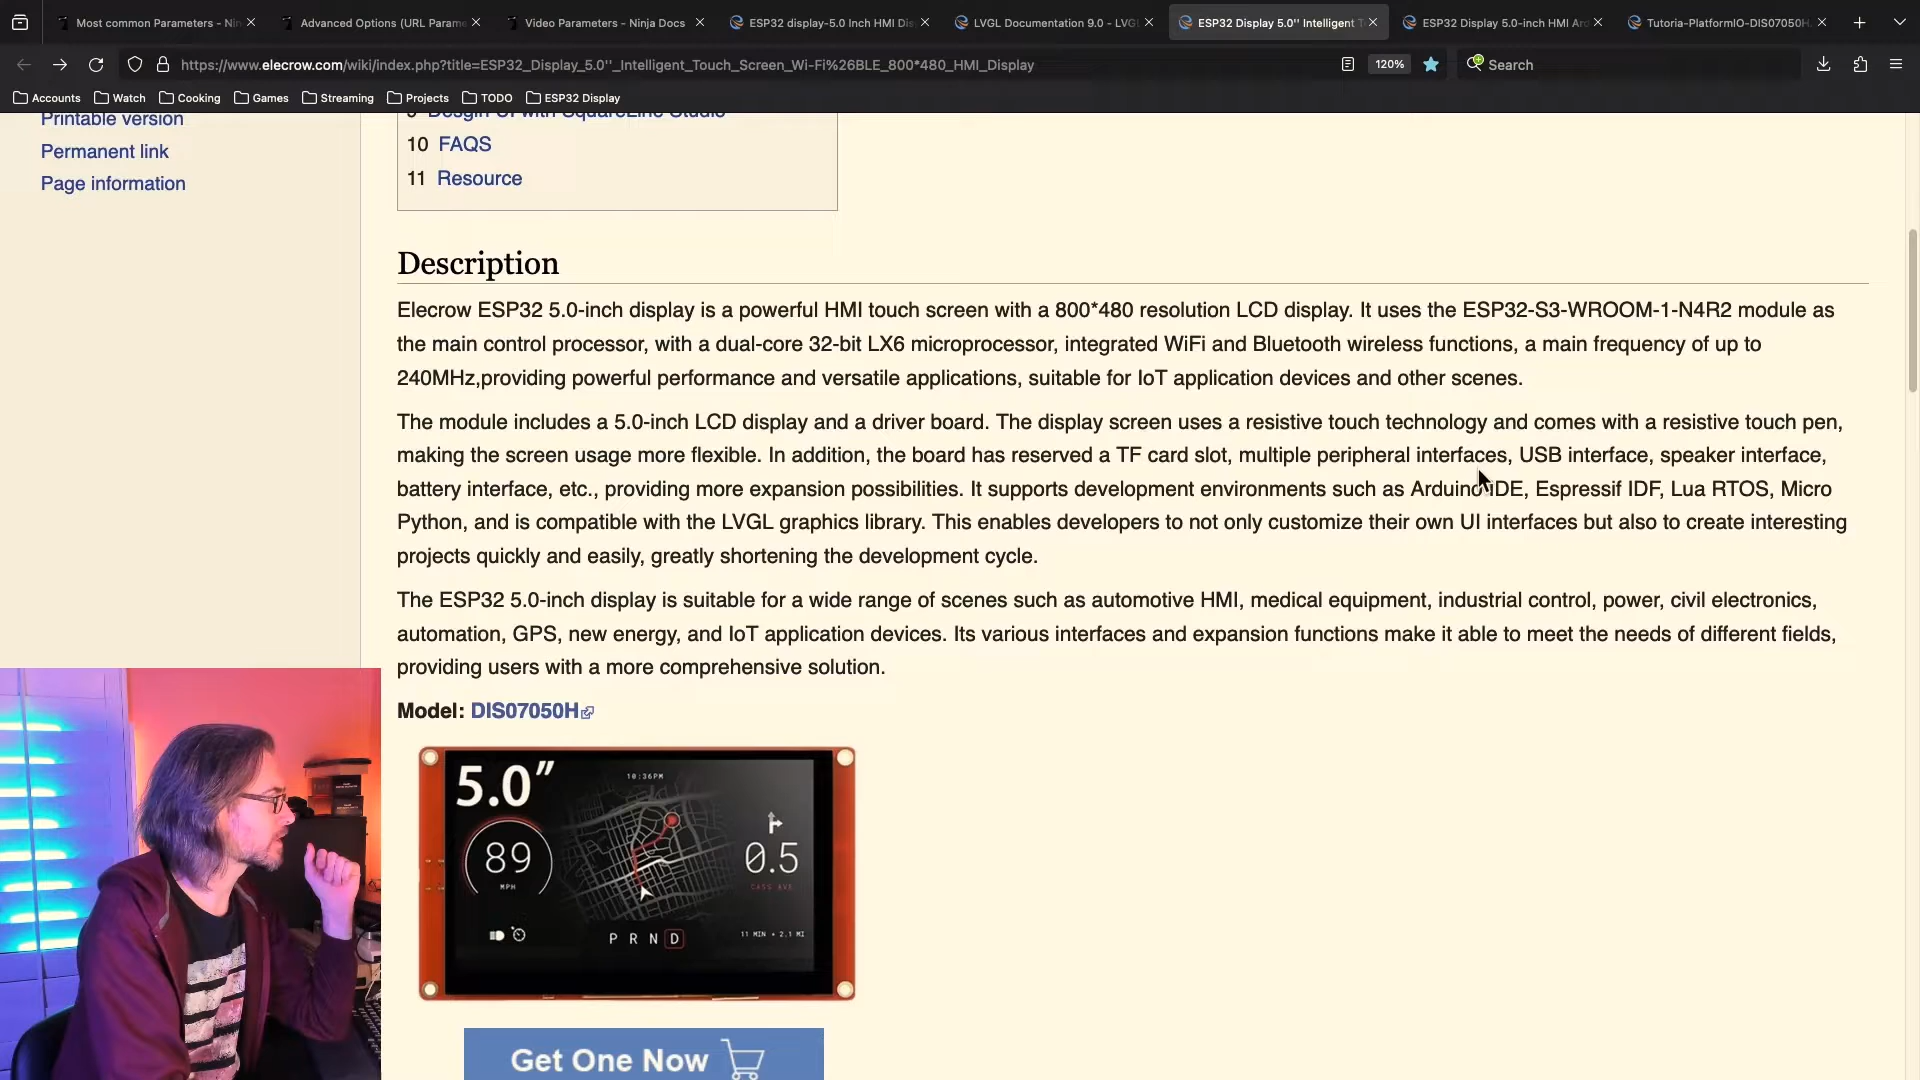 Most common Parameters - Nin
Advanced Options (URL Parame
Video Parameters - Ninja Docs
ESP32 display-5.0 Inch HMI Dis
LVGL Documentation 9.0 - LVG
ESP32 Display 5.0'' Intelligent T
ESP32 Display 5.0-inch HMI Ard
Tutoria-PlatformIO-DIS07050H
https://www.elecrow.com/wiki/index.php?title=ESP32_Display_5.0''_Intelligent_Touch_Screen_Wi-Fi%26BLE_800*480_HMI_Display
120%
Search
Accounts
Watch
Cooking
Games
Streaming
Projects
TODO
ESP32 Display
Printable version
Permanent link
Page information
9 Desgin UI with SquareLine Studio
10 FAQS
11 Resource
Description
Elecrow ESP32 5.0-inch display is a powerful HMI touch screen with a 800*480 resolution LCD display. It uses the ESP32-S3-WROOM-1-N4R2 module as
the main control processor, with a dual-core 32-bit LX6 microprocessor, integrated WiFi and Bluetooth wireless functions, a main frequency of up to
240MHz,providing powerful performance and versatile applications, suitable for IoT application devices and other scenes.
The module includes a 5.0-inch LCD display and a driver board. The display screen uses a resistive touch technology and comes with a resistive touch pen,
making the screen usage more flexible. In addition, the board has reserved a TF card slot, multiple peripheral interfaces, USB interface, speaker interface,
battery interface, etc., providing more expansion possibilities. It supports development environments such as Arduino IDE, Espressif IDF, Lua RTOS, Micro
Python, and is compatible with the LVGL graphics library. This enables developers to not only customize their own UI interfaces but also to create interesting
projects quickly and easily, greatly shortening the development cycle.
The ESP32 5.0-inch display is suitable for a wide range of scenes such as automotive HMI, medical equipment, industrial control, power, civil electronics,
automation, GPS, new energy, and IoT application devices. Its various interfaces and expansion functions make it able to meet the needs of different fields,
providing users with a more comprehensive solution.
Model: DIS07050H
5.0"
10:36PM
89
MPH
0.5
CASS AVE
P R N D
11 MIN • 2.1 MI
Get One Now